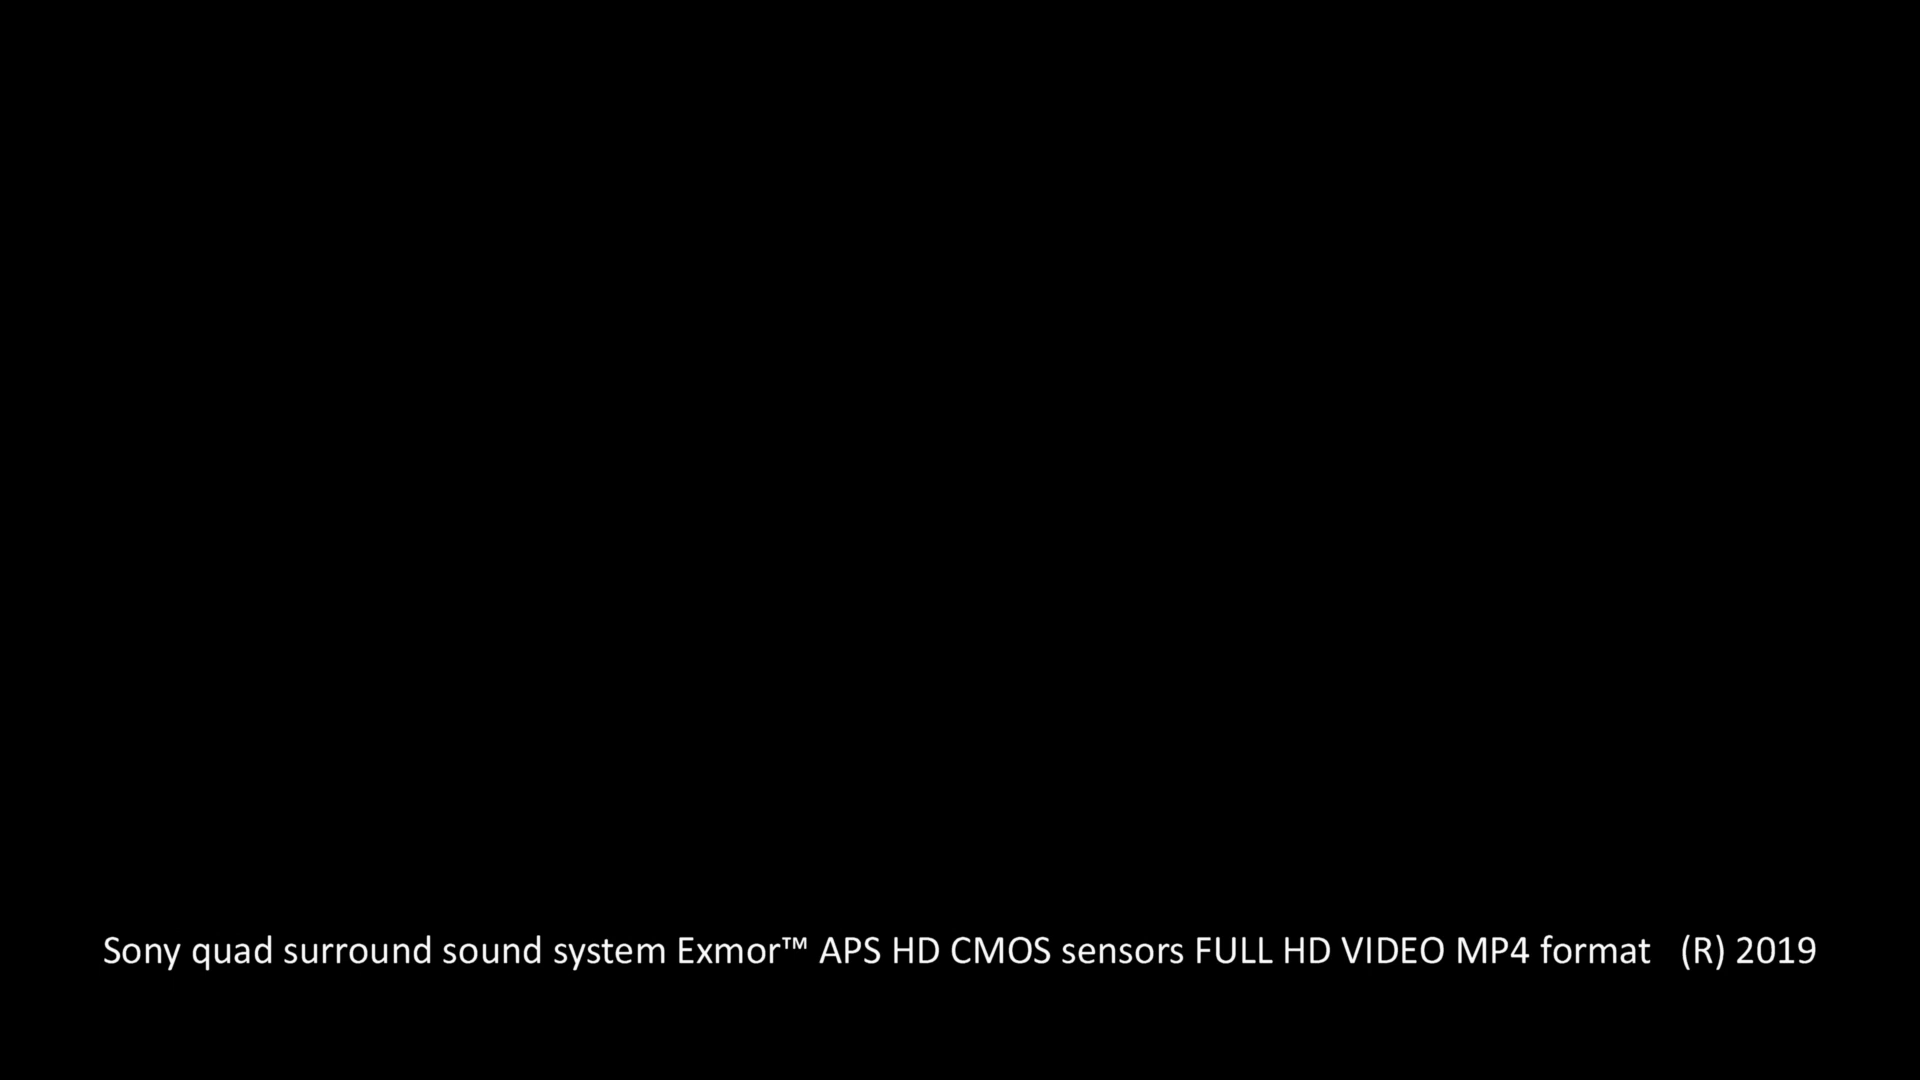 Sony quad surround sound system Exmor™ APS HD CMOS sensors FULL HD VIDEO MP4 format (R) 2019